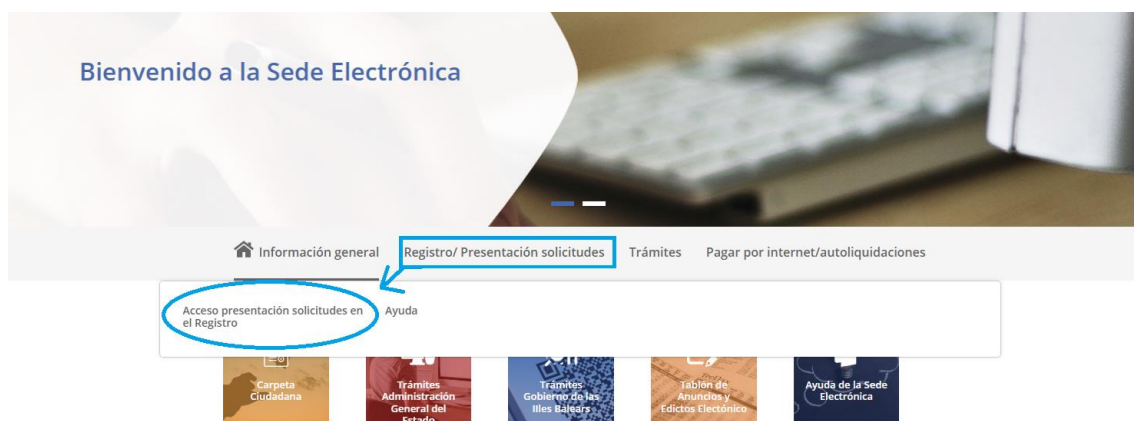 Bienvenido a la Sede Electrónica
Información general
Registro/ Presentación solicitudes
Trámites
Pagar por internet/autoliquidaciones
Acceso presentación solicitudes en
el Registro
Ayuda
Carpeta
Ciudadana
Trámites
Administración
General del
Estado
Trámites
Gobierno de las
Illes Balears
Tablón de
Anuncios y
Edictos Electónico
Ayuda de la Sede
Electrónica